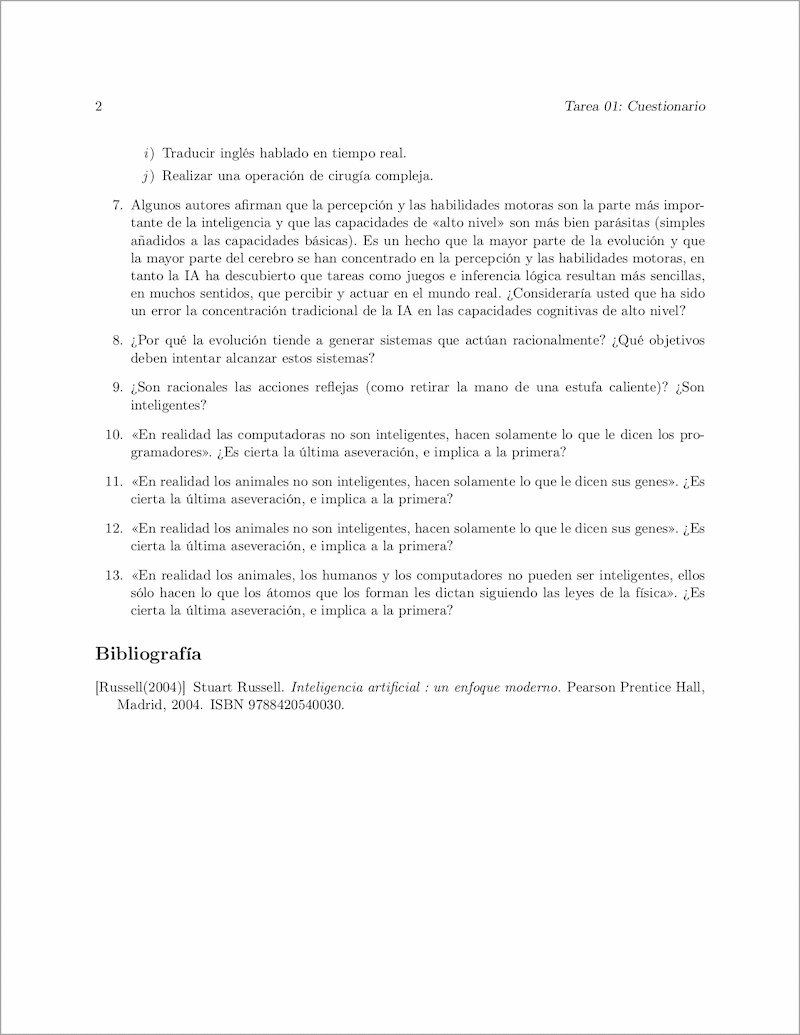 2 Tarea 01: Cuestionario
i) Traducir inglés hablado en tiempo real.
j) Realizar una operación de cirugía compleja.
7. Algunos autores afirman que la percepción y las habilidades motoras son la parte más impor-
tante de la inteligencia y que las capacidades de «alto nivel» son más bien parásitas (simples
añadidos a las capacidades básicas). Es un hecho que la mayor parte de la evolución y que
la mayor parte del cerebro se han concentrado en la percepción y las habilidades motoras, en
tanto la IA ha descubierto que tareas como juegos e inferencia lógica resultan más sencillas,
en muchos sentidos, que percibir y actuar en el mundo real. ¿Consideraría usted que ha sido
un error la concentración tradicional de la IA en las capacidades cognitivas de alto nivel?
8. ¿Por qué la evolución tiende a generar sistemas que actúan racionalmente? ¿Qué objetivos
deben intentar alcanzar estos sistemas?
9. ¿Son racionales las acciones reflejas (como retirar la mano de una estufa caliente)? ¿Son
inteligentes?
10. «En realidad las computadoras no son inteligentes, hacen solamente lo que le dicen los pro-
gramadores». ¿Es cierta la última aseveración, e implica a la primera?
11. «En realidad los animales no son inteligentes, hacen solamente lo que le dicen sus genes». ¿Es
cierta la última aseveración, e implica a la primera?
12. «En realidad los animales no son inteligentes, hacen solamente lo que le dicen sus genes». ¿Es
cierta la última aseveración, e implica a la primera?
13. «En realidad los animales, los humanos y los computadores no pueden ser inteligentes, ellos
sólo hacen lo que los átomos que los forman les dictan siguiendo las leyes de la física». ¿Es
cierta la última aseveración, e implica a la primera?
Bibliografía
[Russell(2004)] Stuart Russell. Inteligencia artificial : un enfoque moderno. Pearson Prentice Hall,
Madrid, 2004. ISBN 9788420540030.